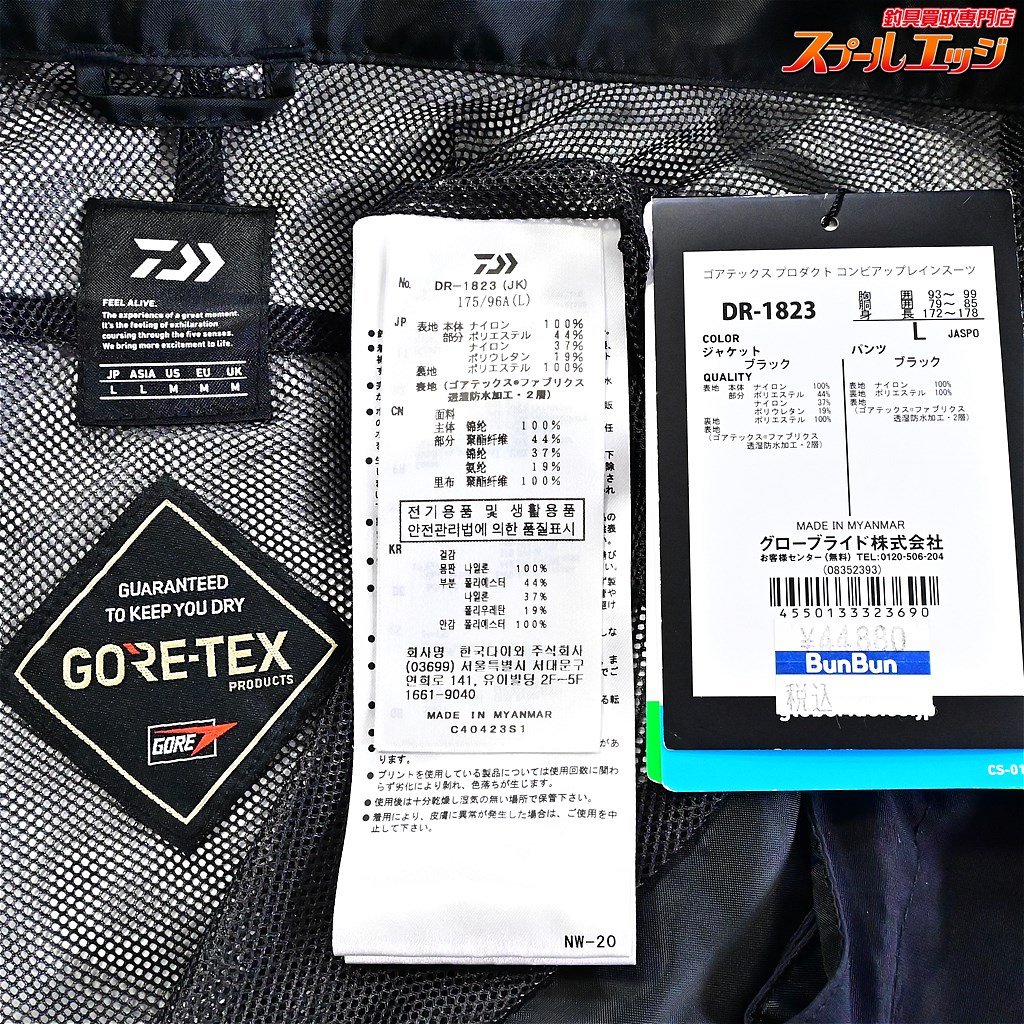 釣具買取専門店
スプールエッジ
FEEL ALIVE.
The experience of a great moment.
It's the feeling of exhilaration
coursing through the five senses.
We bring more excitement to life.
JP ASIA US EU UK
L L M M M
GUARANTEED
TO KEEP YOU DRY
GORE-TEX
PRODUCTS
GORE
No. DR-1823 (JK)
175/96A(L)
JP 表地 本体 ナイロン 100%
部分 ポリエステル 44%
ナイロン 37%
ポリウレタン 19%
裏地 ポリエステル 100%
表地 (ゴアテックス®ファブリクス
透湿防水加工・2層)
CN 面料
主体 锦纶 100%
部分 聚酯纤维 44%
锦纶 37%
氨纶 19%
里布 聚酯纤维 100%
전기용품 및 생활용품
안전관리법에 의한 품질표시
KR 겉감
몸판 나일론 100%
부분 폴리에스터 44%
나일론 37%
폴리우레탄 19%
안감 폴리에스터 100%
회사명 한국다이와 주식회사
(03699) 서울특별시 서대문구
연희로 141, 유이빌딩 2F~5F
1661-9040
MADE IN MYANMAR
C40423S1
ります。
●プリントを使用している製品については使用回数に関わ
らず劣化により剥れ、色落ちが生じます。
●使用後は十分乾燥し湿気の無い場所で保管下さい。
●着用により、皮膚に異常が発生した場合は、ご使用を中
止して下さい。
NW-20
ゴアテックス プロダクト コンビアップレインスーツ
DR-1823
胸囲 93~ 99
胴囲 79~ 85
身長 172~178
L JASPO
COLOR
ジャケット
ブラック
パンツ
ブラック
QUALITY
表地 本体 ナイロン 100%
部分 ポリエステル 44%
ナイロン 37%
ポリウレタン 19%
裏地 ポリエステル 100%
表地
(ゴアテックス®ファブリクス
透湿防水加工・2層)
表地 ナイロン 100%
裏地 ナイロン 100%
表地
(ゴアテックス®ファブリクス
透湿防水加工・2層)
MADE IN MYANMAR
グローブライド株式会社
お客様センター(無料) TEL:0120-506-204
(08352393)
4550133323690
¥44,880
BunBun
税込
CS-01